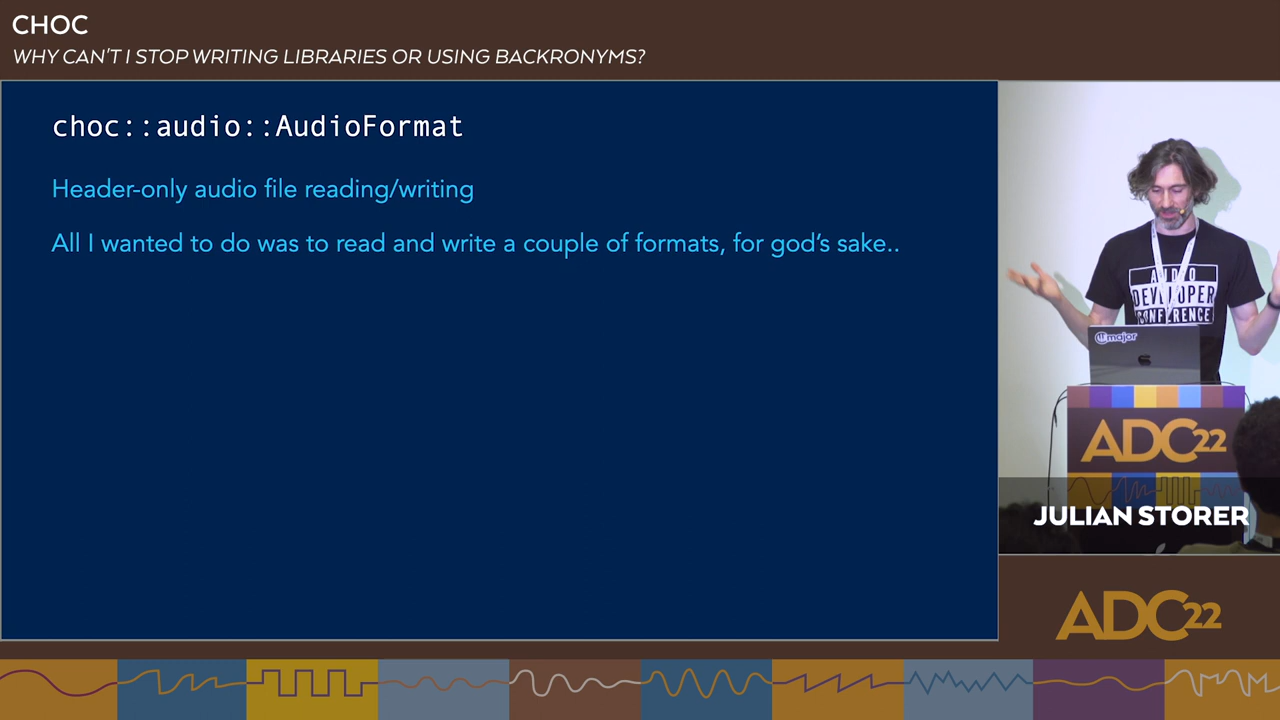 CHOC
WHY CAN'T I STOP WRITING LIBRARIES OR USING BACKRONYMS?
choc::audio::AudioFormat
Header-only audio file reading/writing
All I wanted to do was to read and write a couple of formats, for god’s sake..
AUDIO
DEVELOPER
CONFERENCE
major
ADC22
JULIAN STORER
ADC22